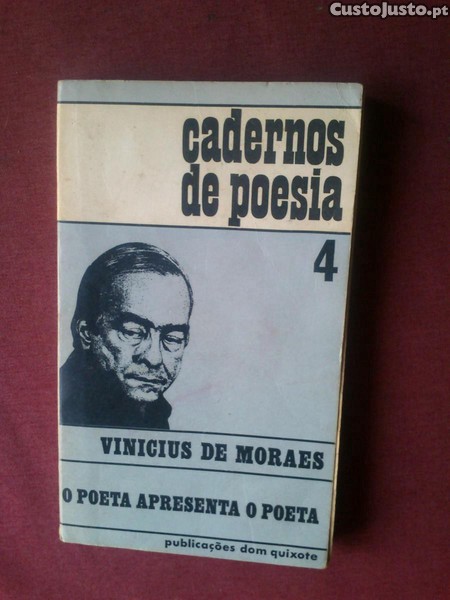 CustoJusto.pt
cadernos
de poesia
4
VINICIUS DE MORAES
O POETA APRESENTA O POETA
publicações dom quixote